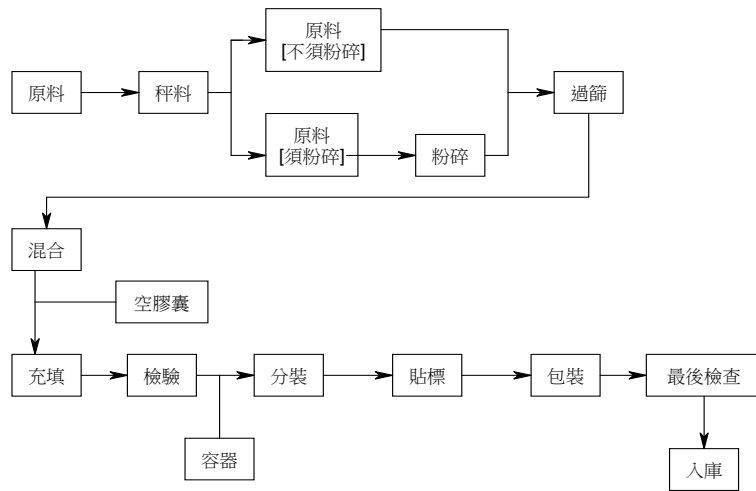 原料
[不須粉碎]
原料
秤料
過篩
原料
[須粉碎]
粉碎
混合
空膠囊
充填
檢驗
分裝
貼標
包裝
最後檢查
容器
入庫